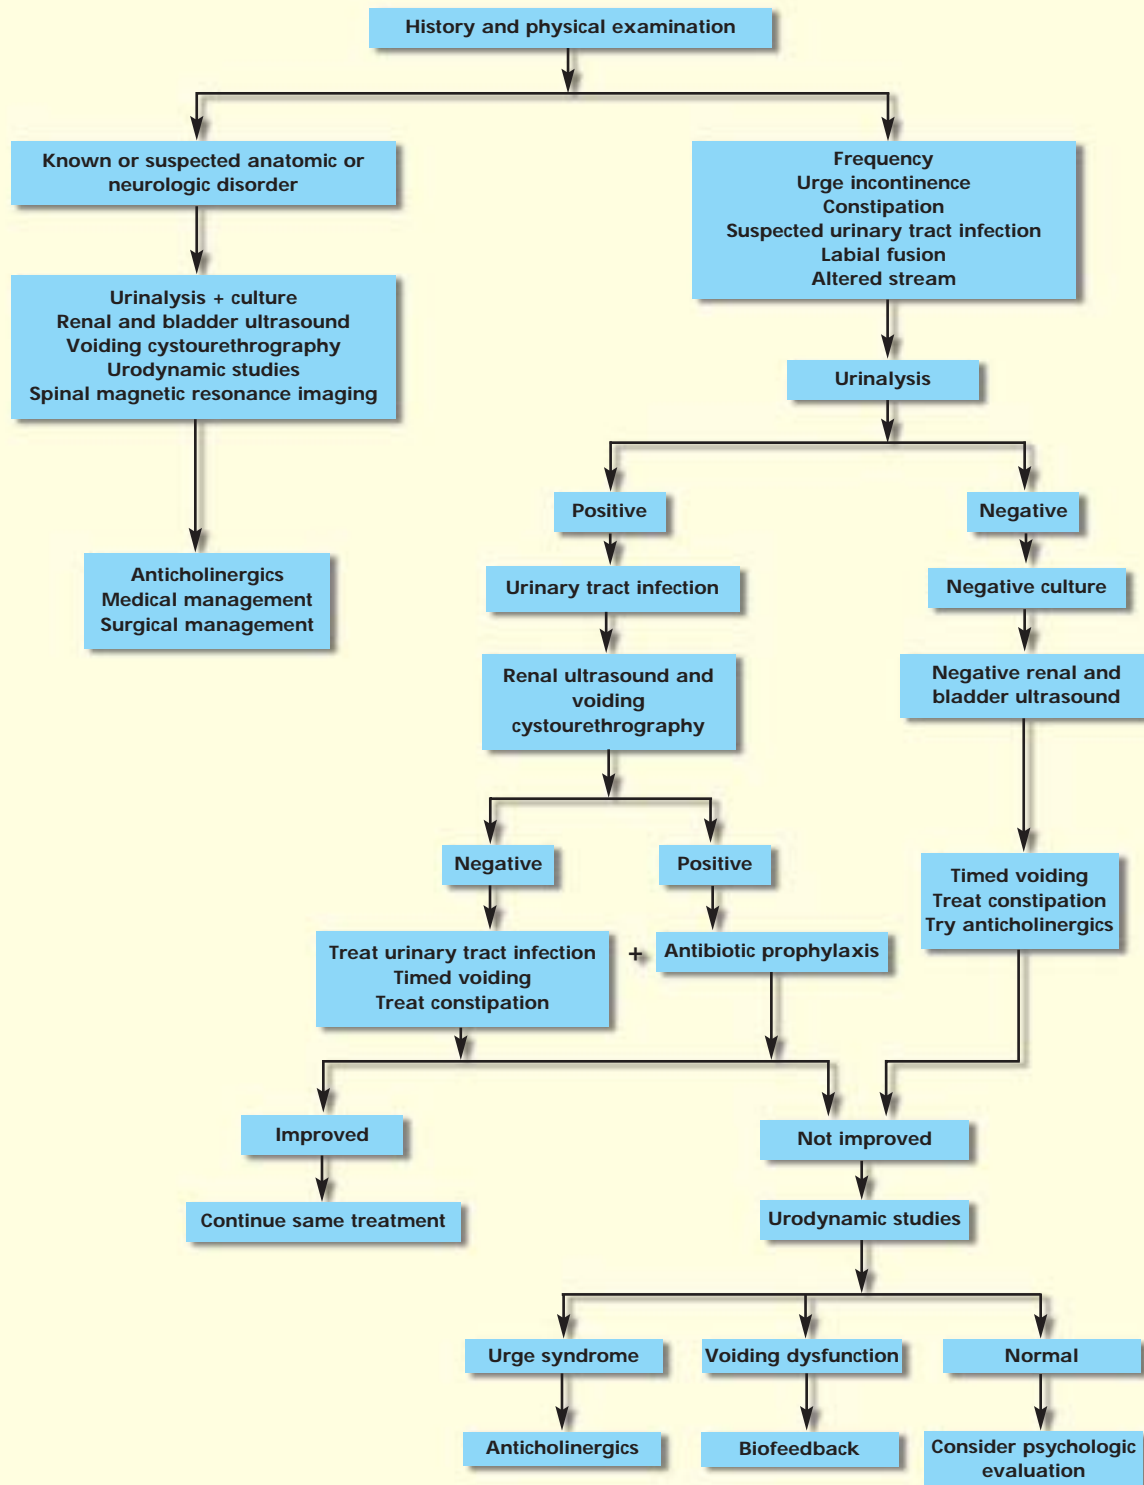 History and physical examination
Known or suspected anatomic or
neurologic disorder
Frequency
Urge incontinence
Constipation
Suspected urinary tract infection
Labial fusion
Altered stream
Urinalysis + culture
Renal and bladder ultrasound
Voiding cystourethrography
Urodynamic studies
Spinal magnetic resonance imaging
Urinalysis
Positive
Negative
Anticholinergics
Medical management
Surgical management
Urinary tract infection
Negative culture
Renal ultrasound and
voiding
cystourethrography
Negative renal and
bladder ultrasound
Negative
Positive
Timed voiding
Treat constipation
Try anticholinergics
Treat urinary tract infection
Timed voiding
Treat constipation
+
Antibiotic prophylaxis
Improved
Not improved
Continue same treatment
Urodynamic studies
Urge syndrome
Voiding dysfunction
Normal
Anticholinergics
Biofeedback
Consider psychologic
evaluation